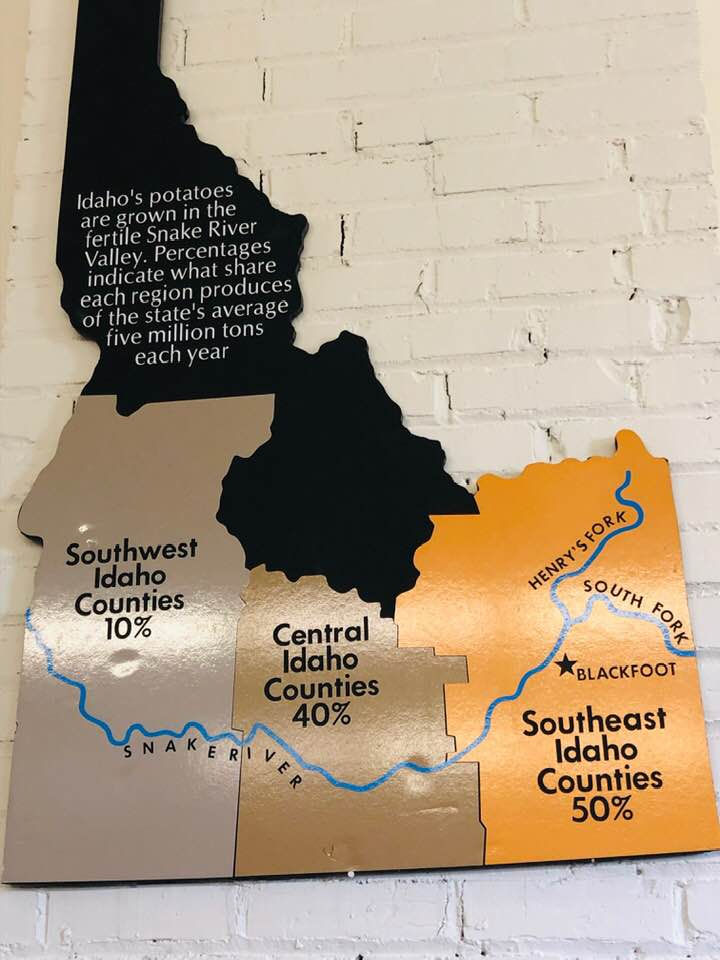 Idaho's potatoes
are grown in the
fertile Snake River
Valley. Percentages
indicate what share
each region produces
of the state's average
five million tons
each year
Southwest
Idaho
Counties
10%
Central
Idaho
Counties
40%
HENRY'S FORK
SOUTH FORK
BLACKFOOT
Southeast
Idaho
Counties
50%
SNAKE RIVER